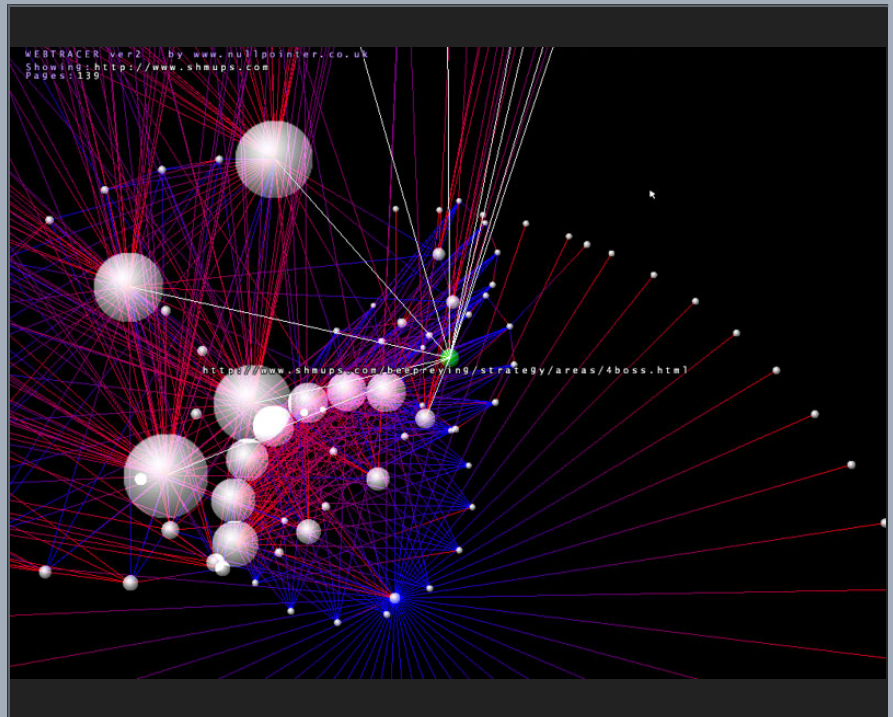 WEBTRACER ver2 by www.nullpointer.co.uk
Showing:http://www.shmups.com
Pages:139
http://www.shmups.com/beepreying/strategy/areas/4boss.html